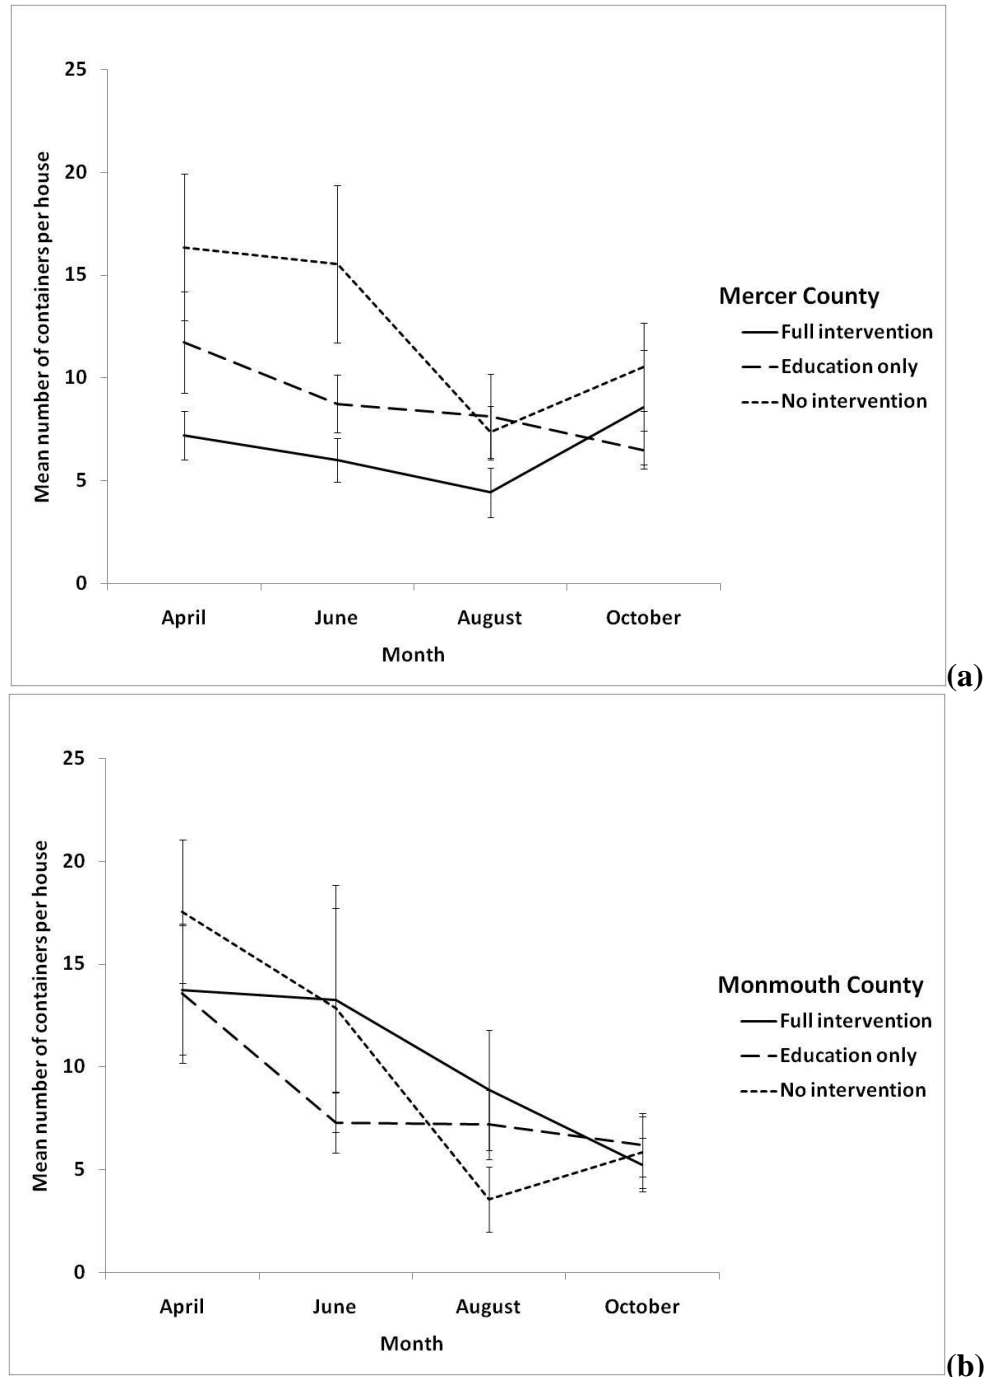 25
20
15
10
5
0
Mean number of containers per house
April June August October
Month
Mercer County
Full intervention
Education only
No intervention
(a)
25
20
15
10
5
0
Mean number of containers per house
April June August October
Month
Monmouth County
Full intervention
Education only
No intervention
(b)